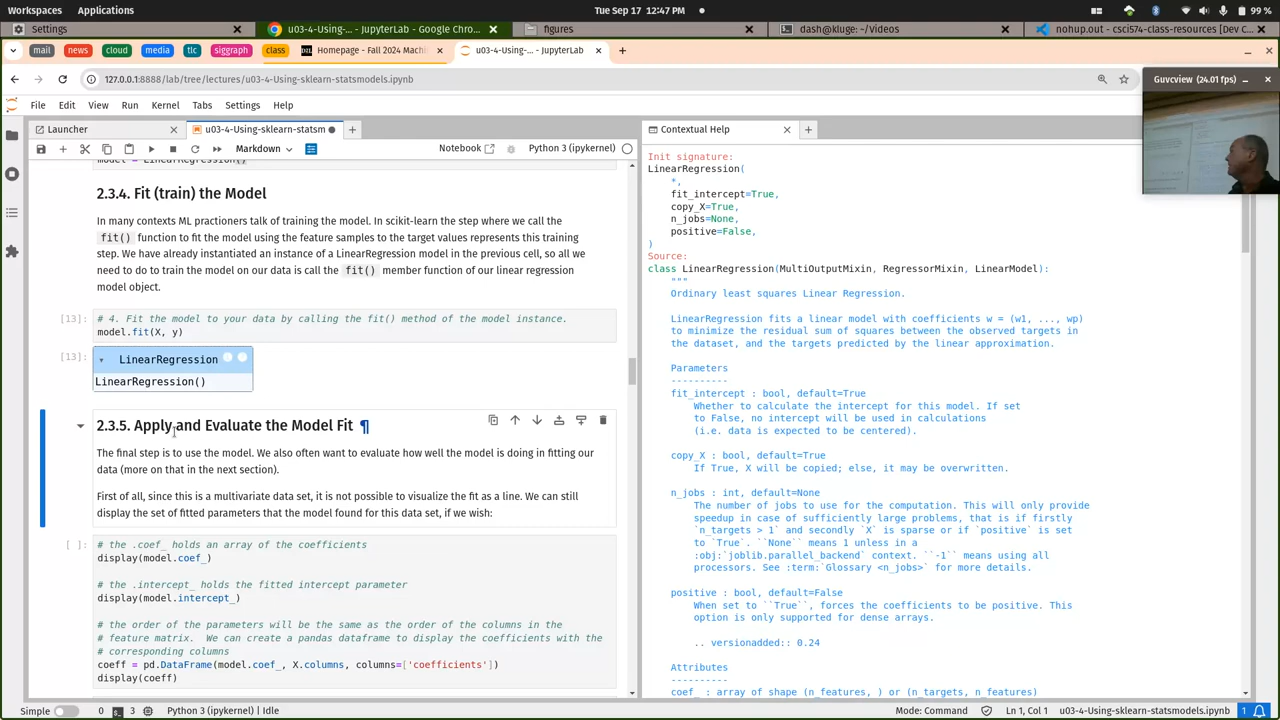 Workspaces Applications Tue Sep 17 12:47 PM 99 %
Settings u03-4-Using-... - JupyterLab - Google Chro... figures dash@kluge: ~/videos nohup.out - csci574-class-resources [Dev C...
mail news cloud media tlc siggraph class Homepage - Fall 2024 Machi u03-4-Using-... - JupyterLab
127.0.0.1:8888/lab/tree/lectures/u03-4-Using-sklearn-statsmodels.ipynb
Guvcview (24.01 fps)
File Edit View Run Kernel Tabs Settings Help
Launcher u03-4-Using-sklearn-statsm
Markdown Notebook Python 3 (ipykernel)
model = LinearRegression()
2.3.4. Fit (train) the Model
In many contexts ML practioners talk of training the model. In scikit-learn the step where we call the
fit() function to fit the model using the feature samples to the target values represents this training
step. We have already instantiated an instance of a LinearRegression model in the previous cell, so all we
need to do to train the model on our data is call the fit() member function of our linear regression
model object.
[13]: # 4. Fit the model to your data by calling the fit() method of the model instance.
model.fit(X, y)
[13]: LinearRegression
LinearRegression()
2.3.5. Apply and Evaluate the Model Fit ¶
The final step is to use the model. We also often want to evaluate how well the model is doing in fitting our
data (more on that in the next section).
First of all, since this is a multivariate data set, it is not possible to visualize the fit as a line. We can still
display the set of fitted parameters that the model found for this data set, if we wish:
[ ]: # the .coef_ holds an array of the coefficients
display(model.coef_)
# the .intercept_ holds the fitted intercept parameter
display(model.intercept_)
# the order of the parameters will be the same as the order of the columns in the
# feature matrix. We can create a pandas dataframe to display the coefficients with the
# corresponding columns
coeff = pd.DataFrame(model.coef_, X.columns, columns=['coefficients'])
display(coeff)
Contextual Help
Init signature:
LinearRegression(
*,
fit_intercept=True,
copy_X=True,
n_jobs=None,
positive=False,
)
Source:
class LinearRegression(MultiOutputMixin, RegressorMixin, LinearModel):
"""
Ordinary least squares Linear Regression.
LinearRegression fits a linear model with coefficients w = (w1, ..., wp)
to minimize the residual sum of squares between the observed targets in
the dataset, and the targets predicted by the linear approximation.
Parameters
----------
fit_intercept : bool, default=True
Whether to calculate the intercept for this model. If set
to False, no intercept will be used in calculations
(i.e. data is expected to be centered).
copy_X : bool, default=True
If True, X will be copied; else, it may be overwritten.
n_jobs : int, default=None
The number of jobs to use for the computation. This will only provide
speedup in case of sufficiently large problems, that is if firstly
`n_targets > 1` and secondly `X` is sparse or if `positive` is set
to `True`. ``None`` means 1 unless in a
:obj:`joblib.parallel_backend` context. ``-1`` means using all
processors. See :term:`Glossary <n_jobs>` for more details.
positive : bool, default=False
When set to ``True``, forces the coefficients to be positive. This
option is only supported for dense arrays.
.. versionadded:: 0.24
Attributes
----------
coef_ : array of shape (n_features, ) or (n_targets, n_features)
Simple 0 3 Python 3 (ipykernel) | Idle Mode: Command Ln 1, Col 1 u03-4-Using-sklearn-statsmodels.ipynb 1